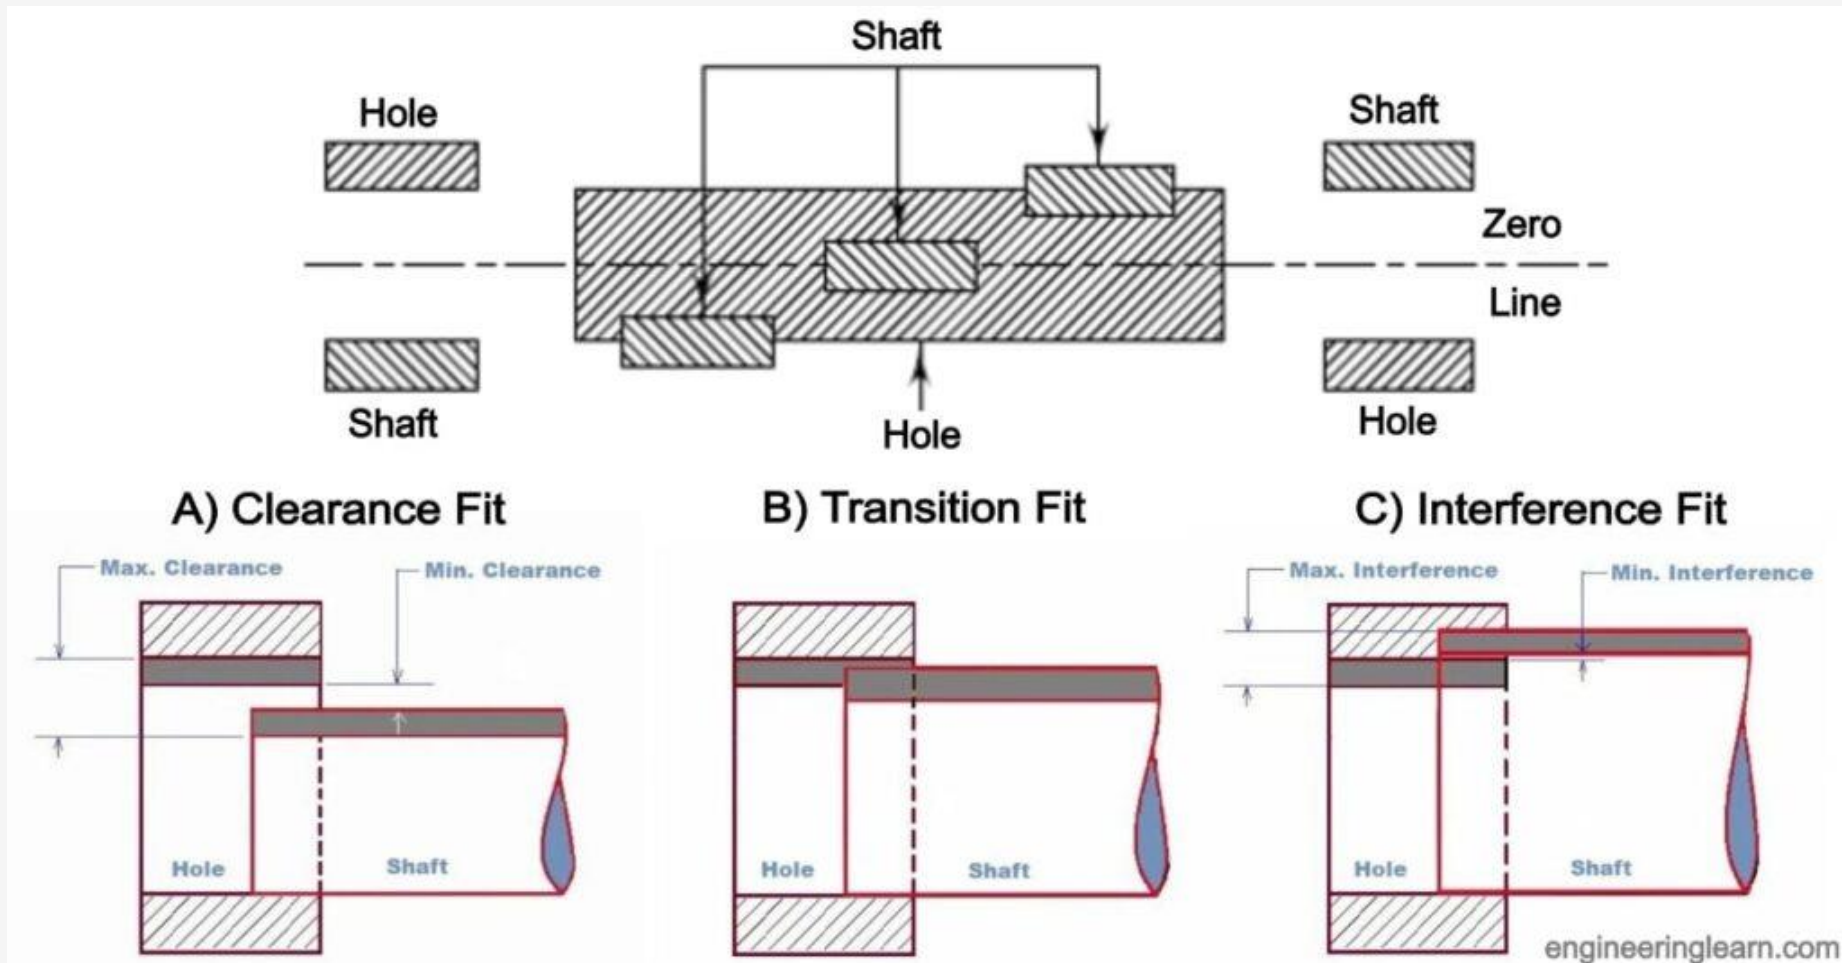 Shaft
Hole
Shaft
Zero
Line
Shaft
Hole
Hole
A) Clearance Fit
B) Transition Fit
C) Interference Fit
Max. Clearance
Min. Clearance
Max. Interference
Min. Interference
Hole
Shaft
Hole
Shaft
Hole
Shaft
engineeringlearn.com